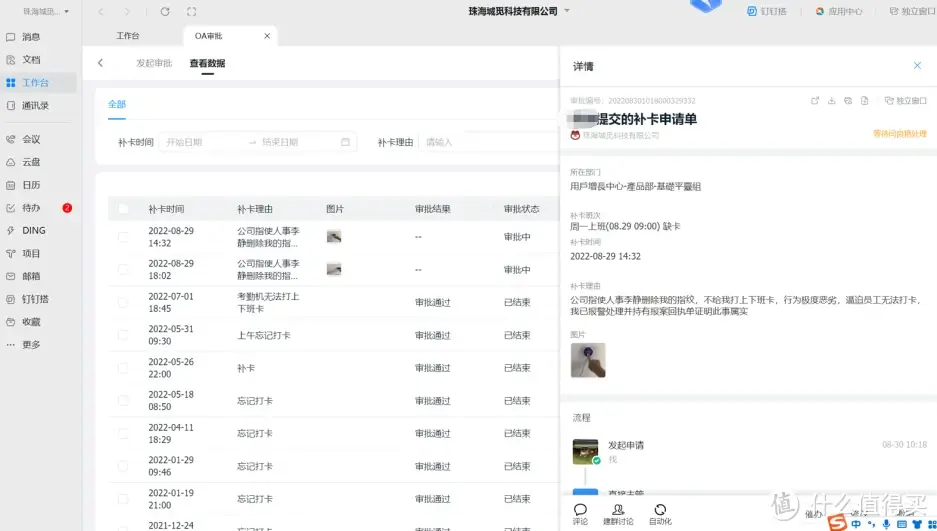 珠海城觅...
珠海城觅科技有限公司
钉钉搭
应用中心
独立窗口
消息
文档
工作台
通讯录
会议
云盘
日历
待办
2
DING
项目
邮箱
钉钉搭
收藏
更多
工作台
OA审批
发起审批
查看数据
全部
补卡时间
开始日期
结束日期
补卡理由
请输入
补卡时间
补卡理由
图片
审批结果
审批状态
2022-08-29
14:32
公司指使人事李
静删除我的指...
--
审批中
2022-08-29
18:02
公司指使人事李
静删除我的指...
--
审批中
2022-07-01
18:45
考勤机无法打上
下班卡
审批通过
已结束
2022-05-31
09:30
上午忘记打卡
审批通过
已结束
2022-05-26
22:00
补卡
审批通过
已结束
2022-05-18
08:50
忘记打卡
审批通过
已结束
2022-04-11
18:29
忘记打卡
审批通过
已结束
2022-01-29
09:46
忘记打卡
审批通过
已结束
2022-01-19
21:00
忘记打卡
审批通过
已结束
2021-12-24
详情
独立窗口
提交的补卡申请单
珠海城觅科技有限公司
所在部门
用戶增長中心-產品部-基礎平臺組
补卡班次
周一上班(08.29 09:00) 缺卡
补卡时间
2022-08-29 14:32
补卡理由
公司指使人事李静删除我的指纹，不给我打上下班卡，行为极度恶劣，逼迫员工无法打卡，
我已报警处理并持有报案回执单证明此事属实
图片
流程
发起申请
08-30 10:18
我
评论
建群讨论
自动化
催办
值 什么值得买
中